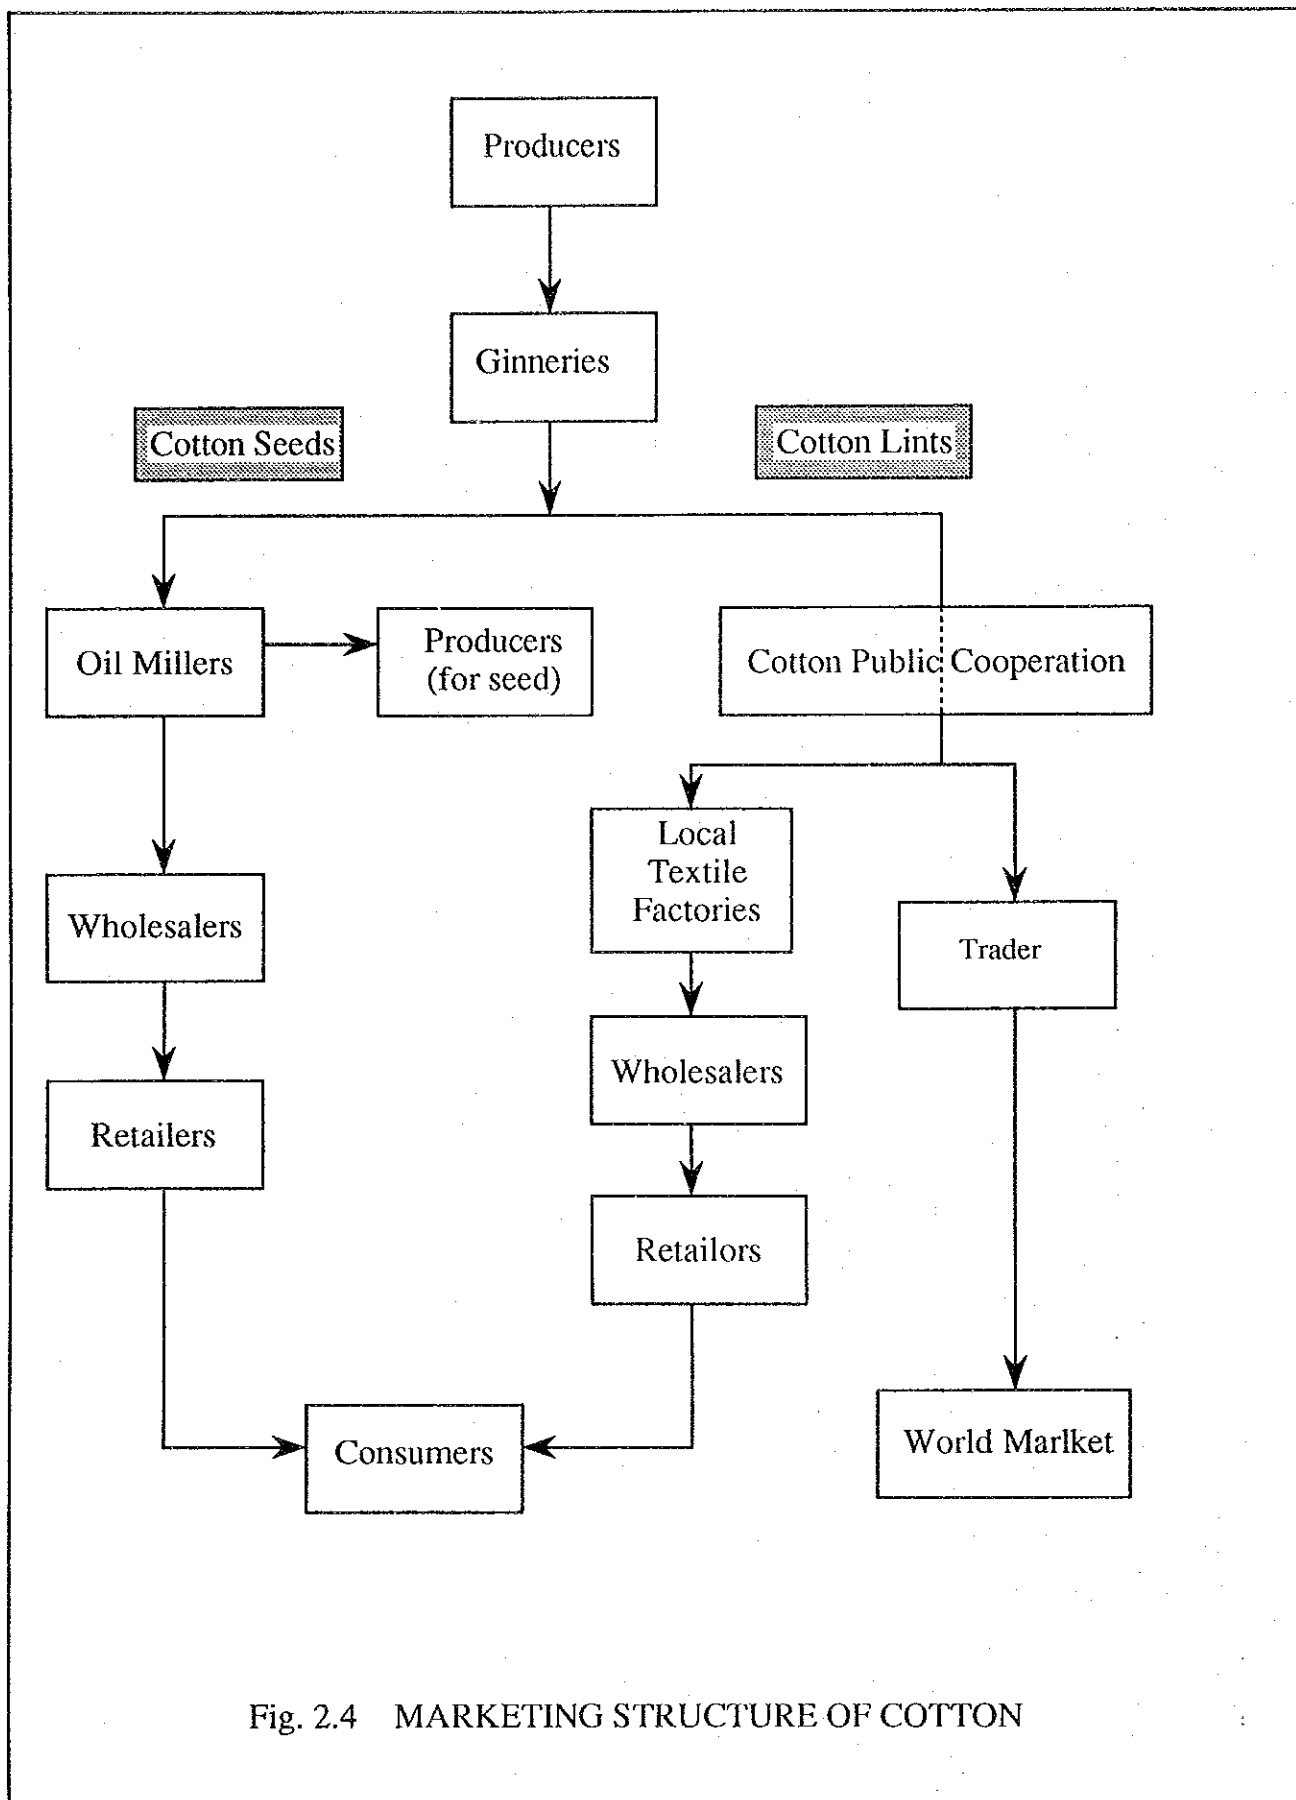 Producers
Ginneries
Cotton Seeds
Cotton Lints
Oil Millers
Producers
(for seed)
Cotton Public Cooperation
Local
Textile
Factories
Wholesalers
Trader
Wholesalers
Retailers
Retailors
Consumers
World Marlket
Fig. 2.4 MARKETING STRUCTURE OF COTTON